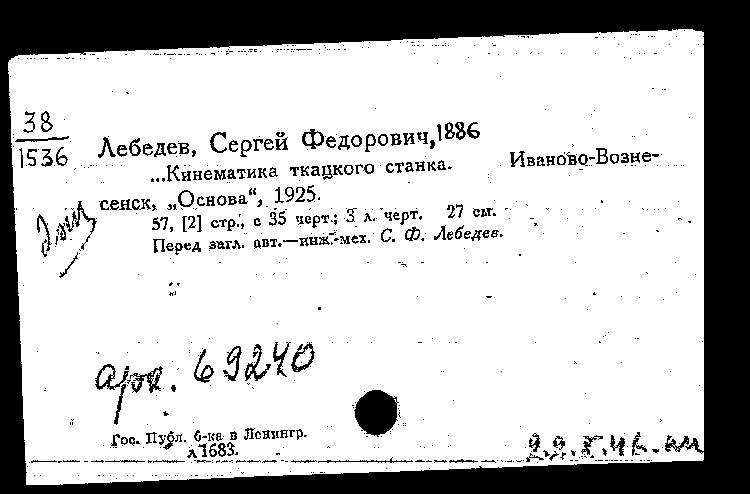 38
1536
Лебедев, Сергей Федорович, 1886
...Кинематика ткацкого станка. Иваново-Возне-
сенск, „Основа“, 1925.
57, [2] стр., с 35 черт.; 3 л. черт. 27 см.
Перед загл. авт.—инж.-мех. С. Ф. Лебедев.
арх. 69240
Гос. Публ. б-ка в Ленингр.
л 1683.